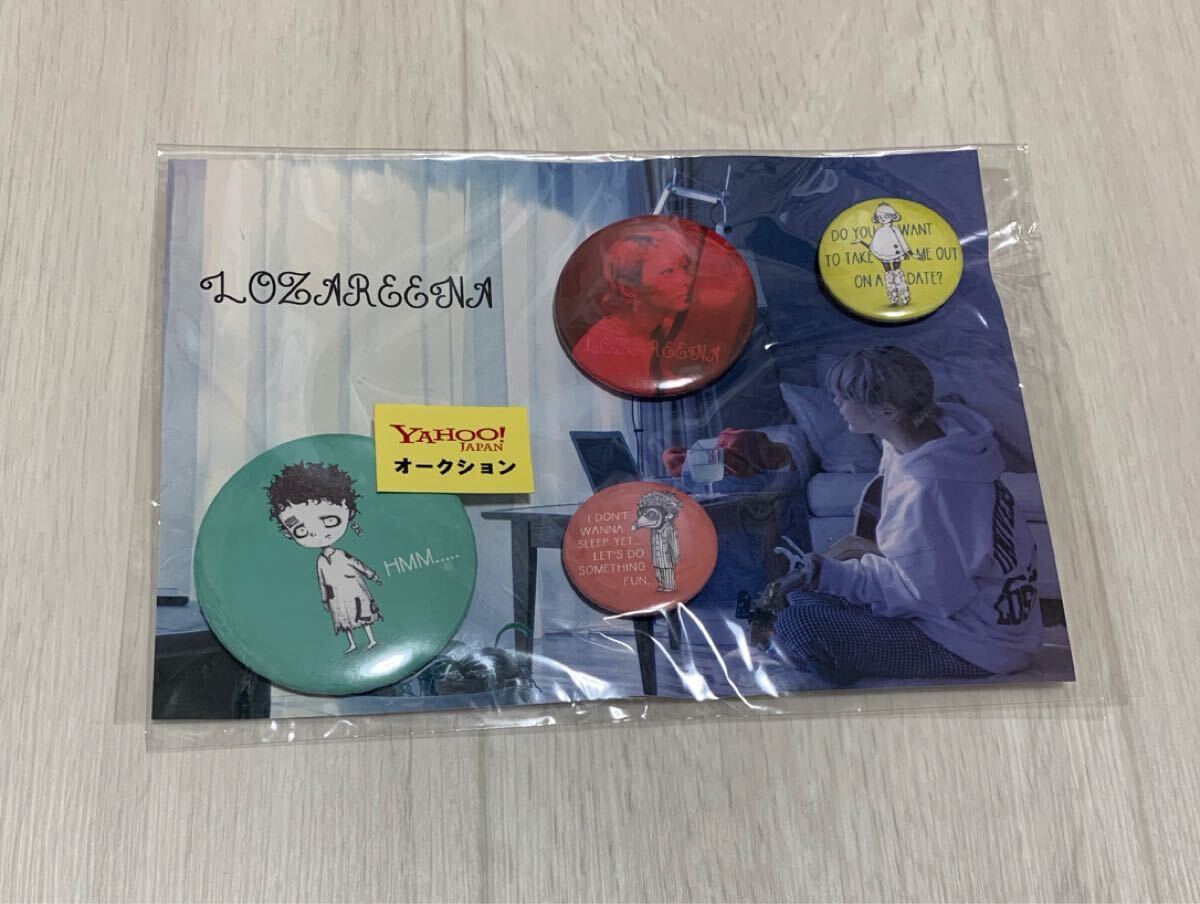 LOZAREENA
LOZAREENA
DO YOU WANT
TO TAKE ME OUT
ON A DATE?
YAHOO!
JAPAN
オークション
HMM.....
I DON'T
WANNA
SLEEP YET...
LET'S DO
SOMETHING
FUN.